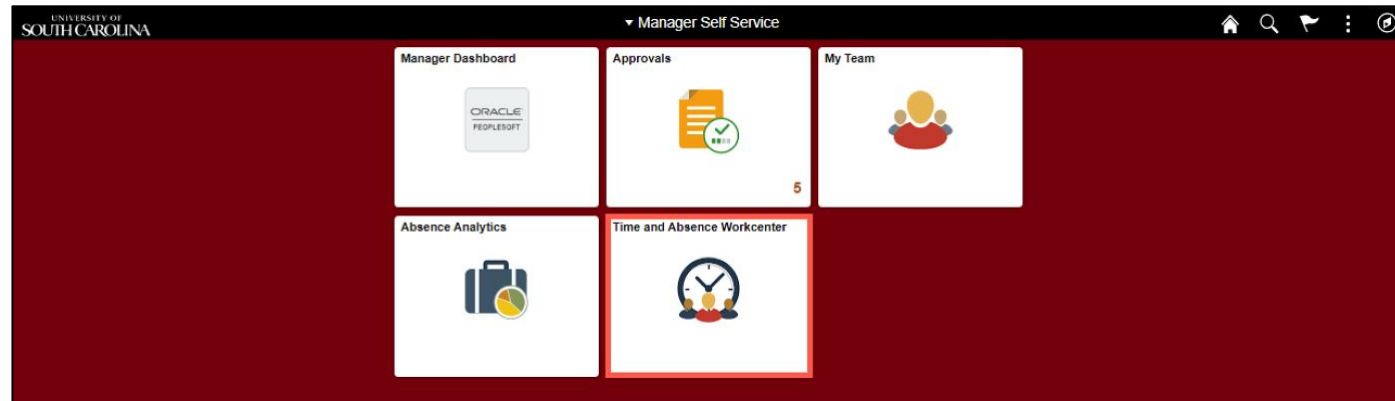 UNIVERSITY OF
SOUTH CAROLINA
Manager Self Service
Manager Dashboard
Approvals
My Team
ORACLE
PEOPLESOFT
5
Absence Analytics
Time and Absence Workcenter